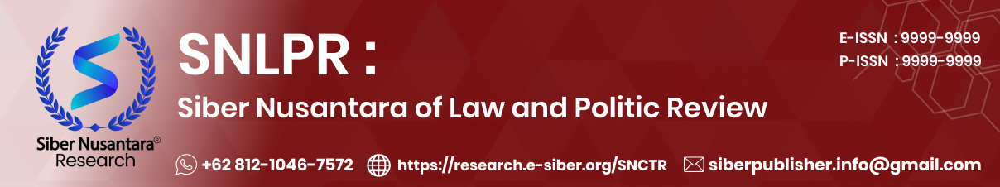 SNLPR :
Siber Nusantara of Law and Politic Review
E-ISSN : 9999-9999
P-ISSN : 9999-9999
Siber Nusantara®
Research
+62 812-1046-7572
https://research.e-siber.org/SNCTR
siberpublisher.info@gmail.com